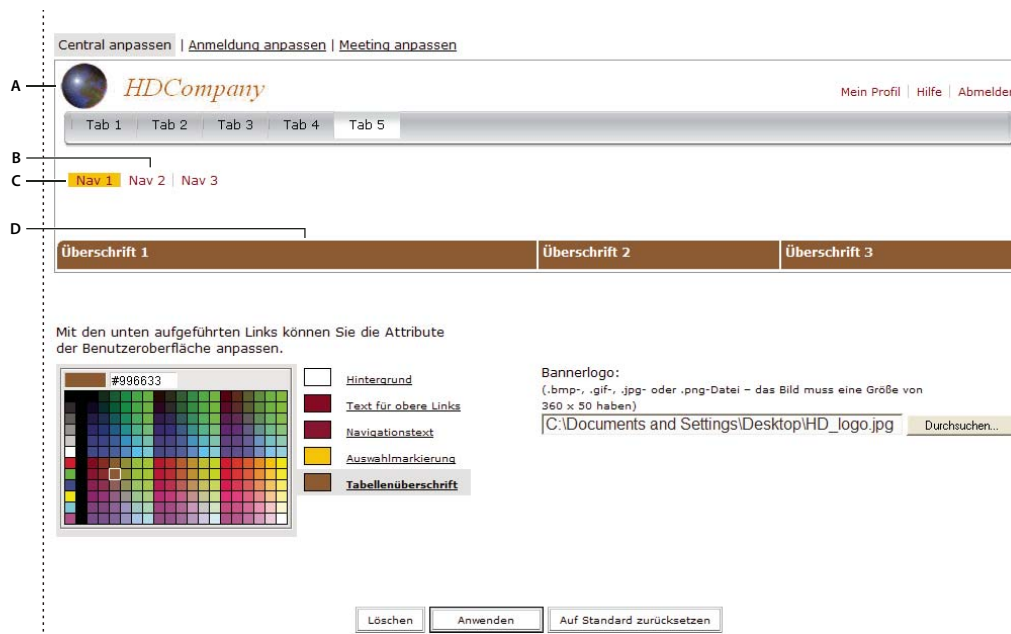 Central anpassen | Anmeldung anpassen | Meeting anpassen
A
HDCompany
Mein Profil | Hilfe | Abmelden
Tab 1 Tab 2 Tab 3 Tab 4 Tab 5
B
C
Nav 1 Nav 2 Nav 3
D
Überschrift 1 Überschrift 2 Überschrift 3
Mit den unten aufgeführten Links können Sie die Attribute
der Benutzeroberfläche anpassen.
#996633
Hintergrund
Text für obere Links
Navigationstext
Auswahlmarkierung
Tabellenüberschrift
Bannerlogo:
(.bmp-, .gif-, .jpg- oder .png-Datei – das Bild muss eine Größe von
360 x 50 haben)
C:\Documents and Settings\Desktop\HD_logo.jpg Durchsuchen...
Löschen Anwenden Auf Standard zurücksetzen